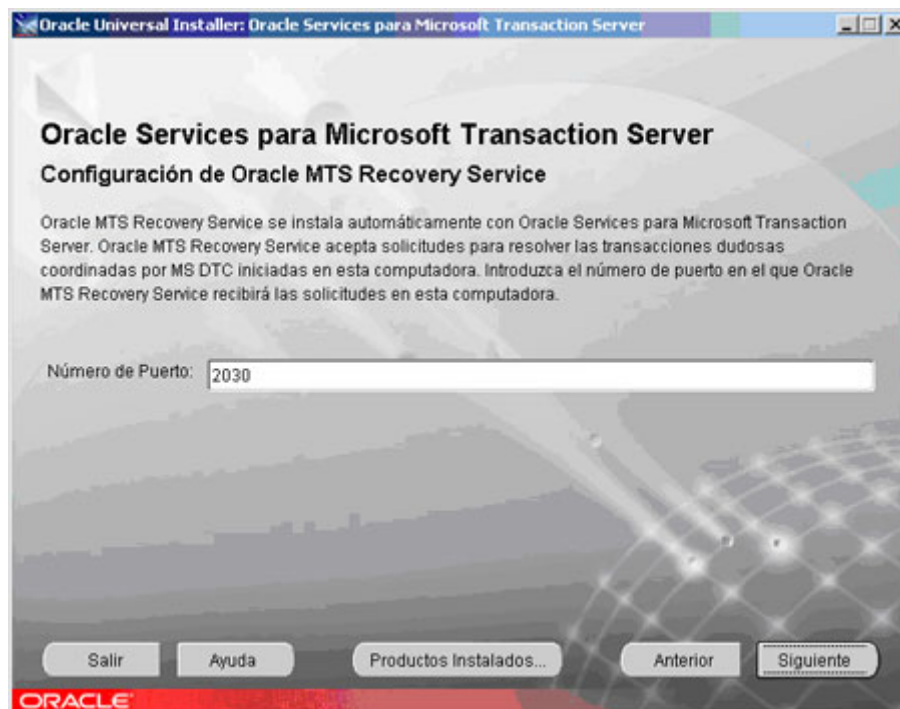 Oracle Universal Installer: Oracle Services para Microsoft Transaction Server
Oracle Services para Microsoft Transaction Server
Configuración de Oracle MTS Recovery Service
Oracle MTS Recovery Service se instala automáticamente con Oracle Services para Microsoft Transaction
Server. Oracle MTS Recovery Service acepta solicitudes para resolver las transacciones dudosas
coordinadas por MS DTC iniciadas en esta computadora. Introduzca el número de puerto en el que Oracle
MTS Recovery Service recibirá las solicitudes en esta computadora.
Número de Puerto: 2030
Salir Ayuda Productos Instalados... Anterior Siguiente
ORACLE